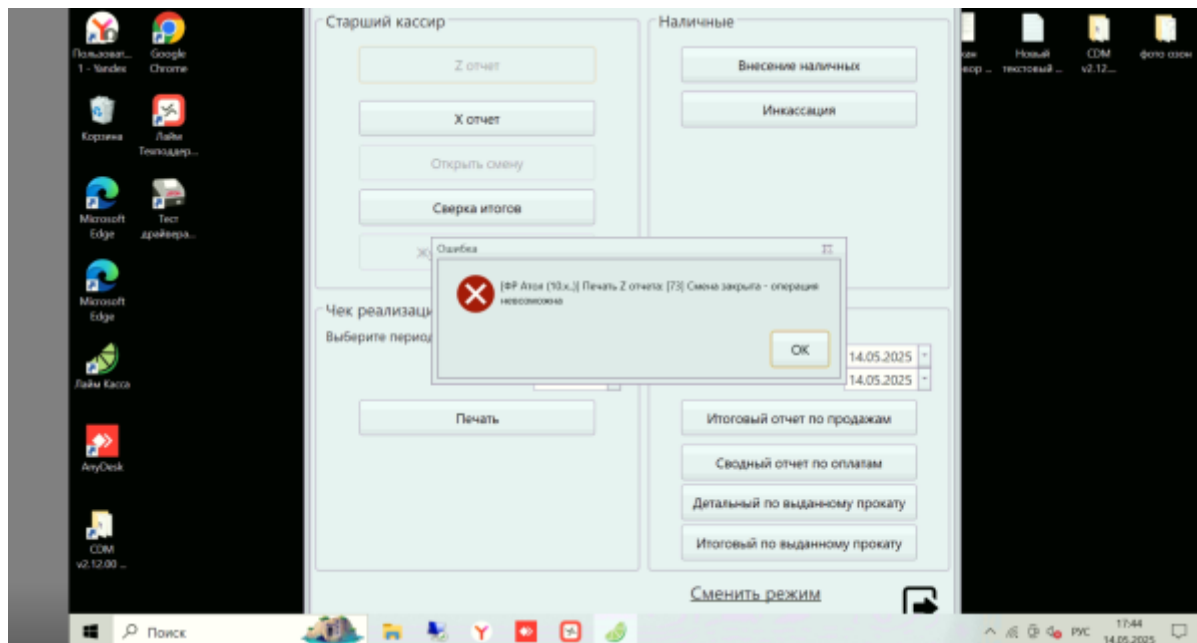 Старший кассир
Наличные
Z отчет
X отчет
Открыть смену
Сверка итогов
Внесение наличных
Инкассация
Ошибка
[ФР Атол (10.x.)] Печать Z отчета: [73] Смена закрыта - операция
невозможна
OK
Чек реализац
Выберите период
14.05.2025
14.05.2025
Печать
Итоговый отчет по продажам
Сводный отчет по оплатам
Детальный по выданному прокату
Итоговый по выданному прокату
Сменить режим
Пользоват...
1 - Yandex
Google
Chrome
Корзина
Лайм
Техподдер...
Microsoft
Edge
Тест
драйвера...
Microsoft
Edge
Лайм Касса
AnyDesk
CDM
v2.12.00 ...
Новый
текстовый ...
CDM
v2.12....
фото озон
Поиск
РУС
17:44
14.05.2025